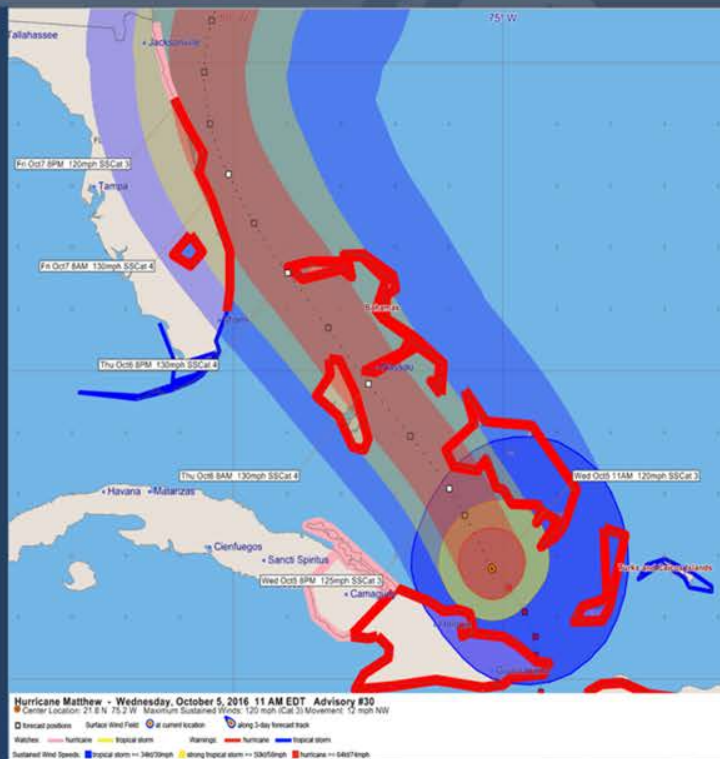 75° W
Tallahassee
Jacksonville
Fri Oct7 8PM 120mph SSCat 3
Tampa
Fri Oct7 8AM 130mph SSCat 4
Bahamas
Thu Oct6 8PM 130mph SSCat 4
Nassau
Thu Oct6 8AM 130mph SSCat 4
Wed Oct5 11AM 120mph SSCat 3
Havana
Matanzas
Cienfuegos
Sancti Spiritus
Turks and Caicos Islands
Wed Oct5 8PM 125mph SSCat 3
Camaguey
Hurricane Matthew - Wednesday, October 5, 2016 11 AM EDT Advisory #30
Center Location: 21.8 N 75.2 W Maximum Sustained Winds: 120 mph (Cat 3) Movement: 12 mph NW
forecast positions Surface Wind Field: at current location along 3-day forecast track
Watches: hurricane tropical storm Warnings: hurricane tropical storm
Sustained Wind Speeds: tropical storm >= 34kt/39mph strong tropical storm >= 50kt/58mph hurricane >= 64kt/74mph